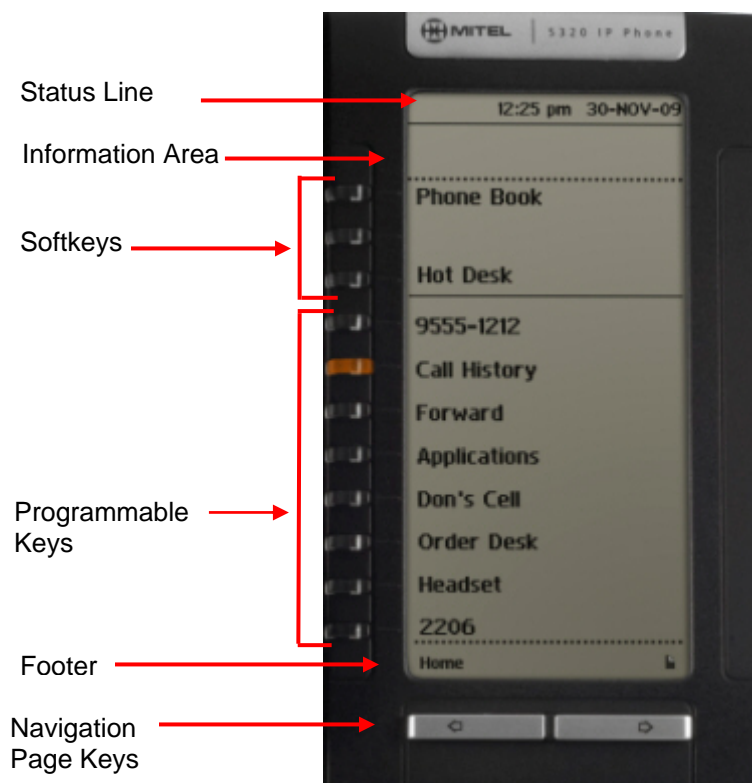 MITEL 5320 IP Phone
Status Line
12:25 pm 30-NOV-09
Information Area
Phone Book
Softkeys
Hot Desk
9555-1212
Call History
Forward
Applications
Don's Cell
Programmable
Keys
Order Desk
Headset
2206
Footer
Home
Navigation
Page Keys